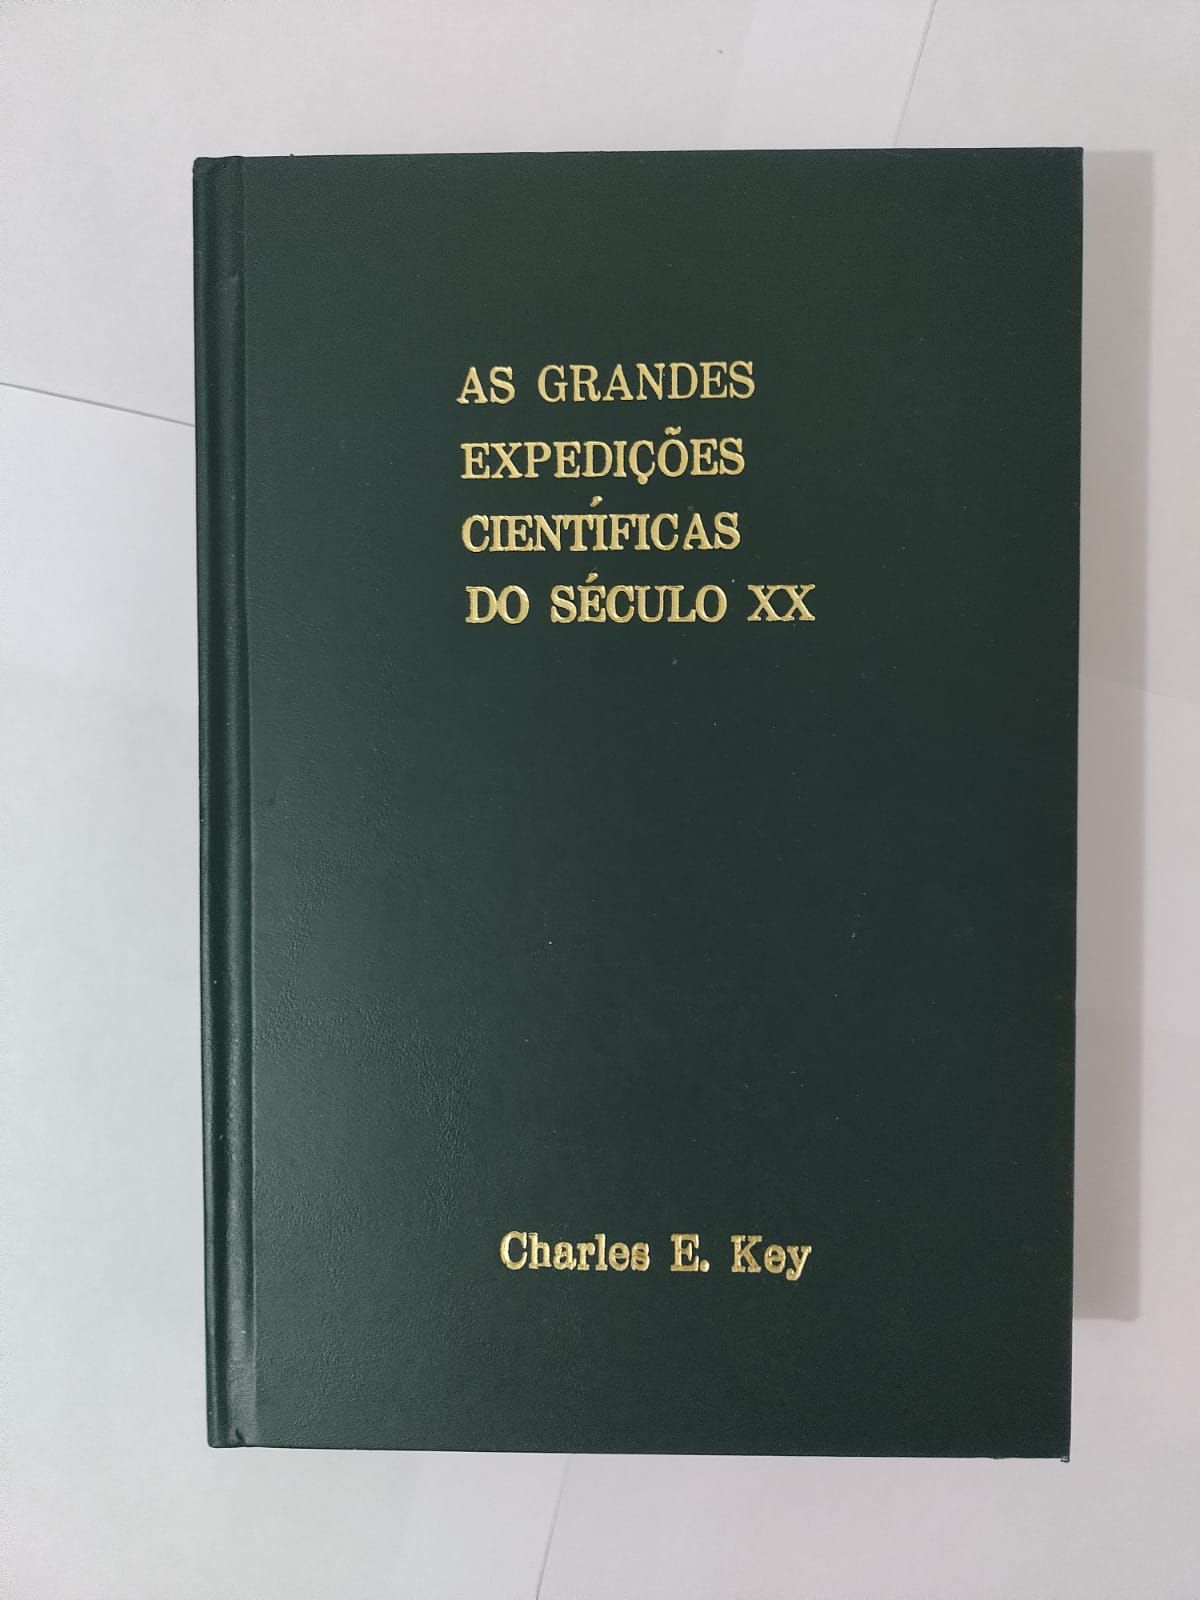 AS GRANDES
EXPEDIÇÕES
CIENTÍFICAS
DO SÉCULO XX
Charles E. Key